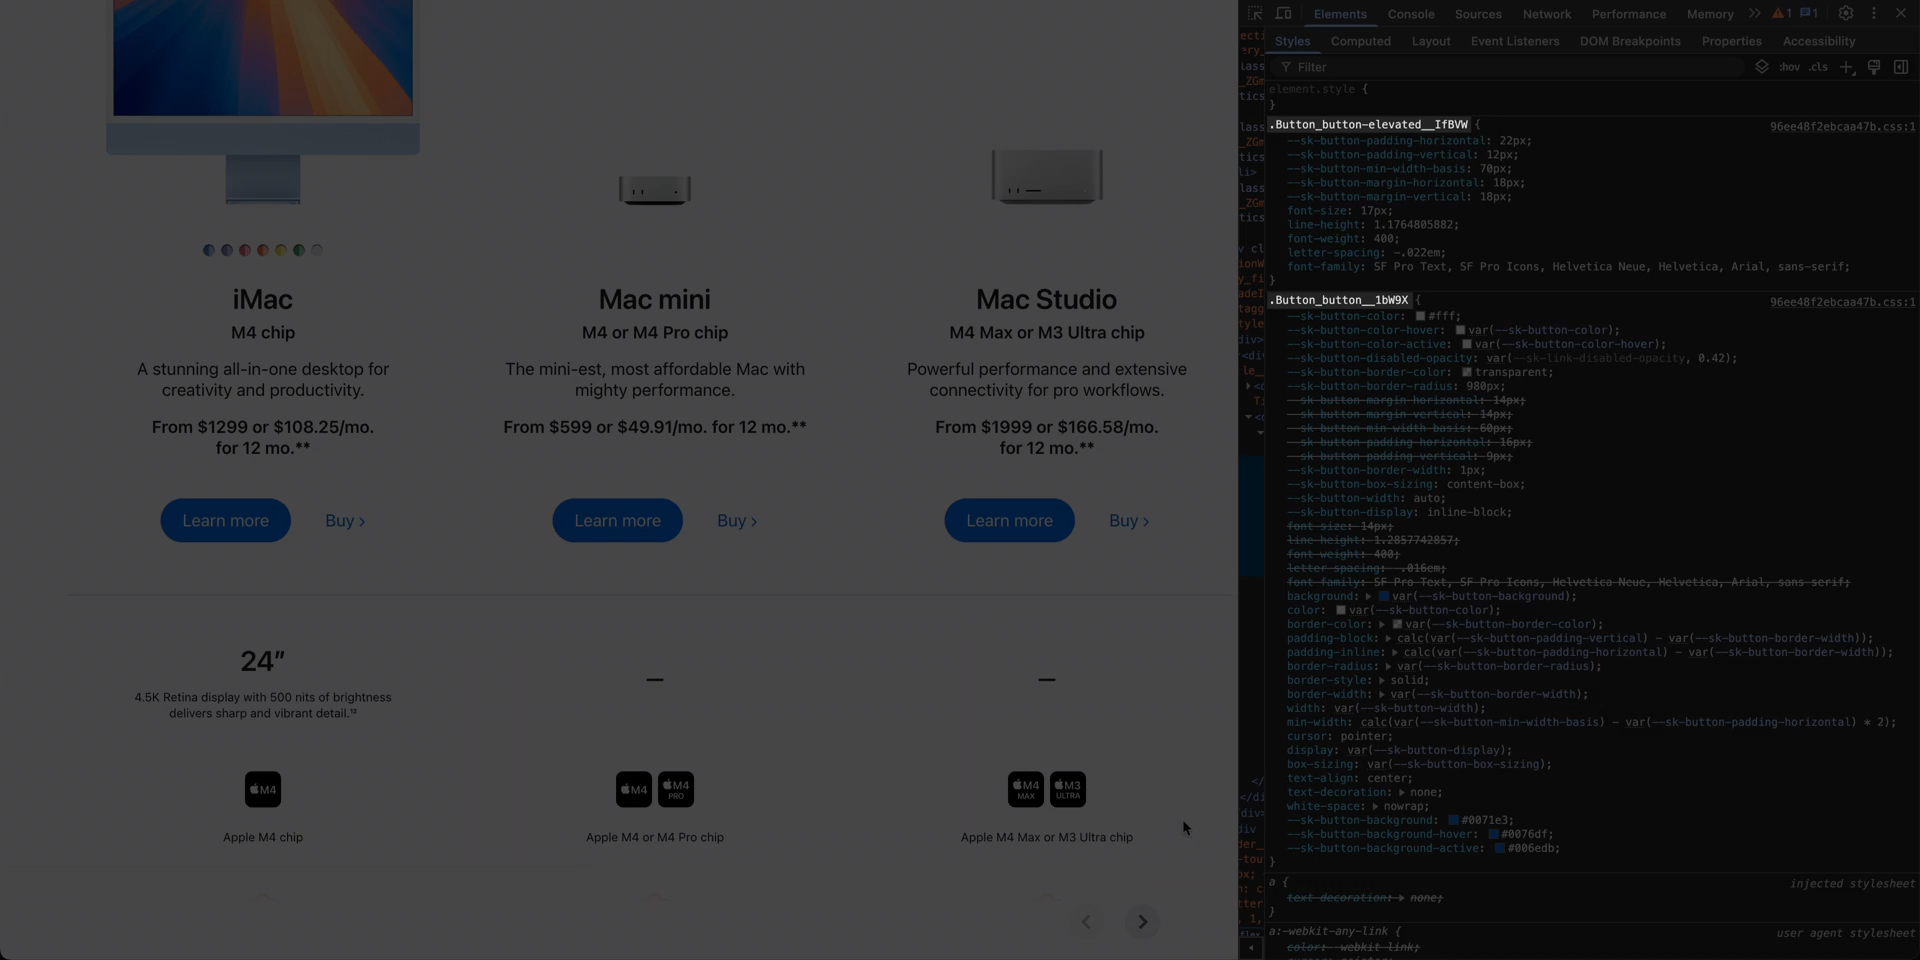 Elements
Console
Sources
Network
Performance
Memory
1
1
Styles
Computed
Layout
Event Listeners
DOM Breakpoints
Properties
Accessibility
Filter
:hov
.cls
element.style {
}
.Button_button-elevated__IfBVW {
96ee48f2ebcaa47b.css:1
--sk-button-padding-horizontal: 22px;
--sk-button-padding-vertical: 12px;
--sk-button-min-width-basis: 70px;
--sk-button-margin-horizontal: 18px;
--sk-button-margin-vertical: 18px;
font-size: 17px;
line-height: 1.1764805882;
font-weight: 400;
letter-spacing: -.022em;
font-family: SF Pro Text, SF Pro Icons, Helvetica Neue, Helvetica, Arial, sans-serif;
}
.Button_button__1bW9X {
96ee48f2ebcaa47b.css:1
--sk-button-color: #fff;
--sk-button-color-hover: var(--sk-button-color);
--sk-button-color-active: var(--sk-button-color-hover);
--sk-button-disabled-opacity: var(--sk-link-disabled-opacity, 0.42);
--sk-button-border-color: transparent;
--sk-button-border-radius: 980px;
--sk-button-margin-horizontal: 14px;
--sk-button-margin-vertical: 14px;
--sk-button-min-width-basis: 60px;
--sk-button-padding-horizontal: 16px;
--sk-button-padding-vertical: 9px;
--sk-button-border-width: 1px;
--sk-button-box-sizing: content-box;
--sk-button-width: auto;
--sk-button-display: inline-block;
font-size: 14px;
line-height: 1.2857742857;
font-weight: 400;
letter-spacing: -.016em;
font-family: SF Pro Text, SF Pro Icons, Helvetica Neue, Helvetica, Arial, sans-serif;
background: var(--sk-button-background);
color: var(--sk-button-color);
border-color: var(--sk-button-border-color);
padding-block: calc(var(--sk-button-padding-vertical) - var(--sk-button-border-width));
padding-inline: calc(var(--sk-button-padding-horizontal) - var(--sk-button-border-width));
border-radius: var(--sk-button-border-radius);
border-style: solid;
border-width: var(--sk-button-border-width);
width: var(--sk-button-width);
min-width: calc(var(--sk-button-min-width-basis) - var(--sk-button-padding-horizontal) * 2);
cursor: pointer;
display: var(--sk-button-display);
box-sizing: var(--sk-button-box-sizing);
text-align: center;
text-decoration: none;
white-space: nowrap;
--sk-button-background: #0071e3;
--sk-button-background-hover: #0076df;
--sk-button-background-active: #006edb;
}
a {
injected stylesheet
text-decoration: none;
}
a:-webkit-any-link {
user agent stylesheet
color: -webkit-link;
iMac
M4 chip
A stunning all-in-one desktop for
creativity and productivity.
From $1299 or $108.25/mo.
for 12 mo.**
Learn more
Buy >
Mac mini
M4 or M4 Pro chip
The mini-est, most affordable Mac with
mighty performance.
From $599 or $49.91/mo. for 12 mo.**
Learn more
Buy >
Mac Studio
M4 Max or M3 Ultra chip
Powerful performance and extensive
connectivity for pro workflows.
From $1999 or $166.58/mo.
for 12 mo.**
Learn more
Buy >
24″
4.5K Retina display with 500 nits of brightness
delivers sharp and vibrant detail.¹²
—
—
M4
M4
M4
PRO
M4
MAX
M3
ULTRA
Apple M4 chip
Apple M4 or M4 Pro chip
Apple M4 Max or M3 Ultra chip